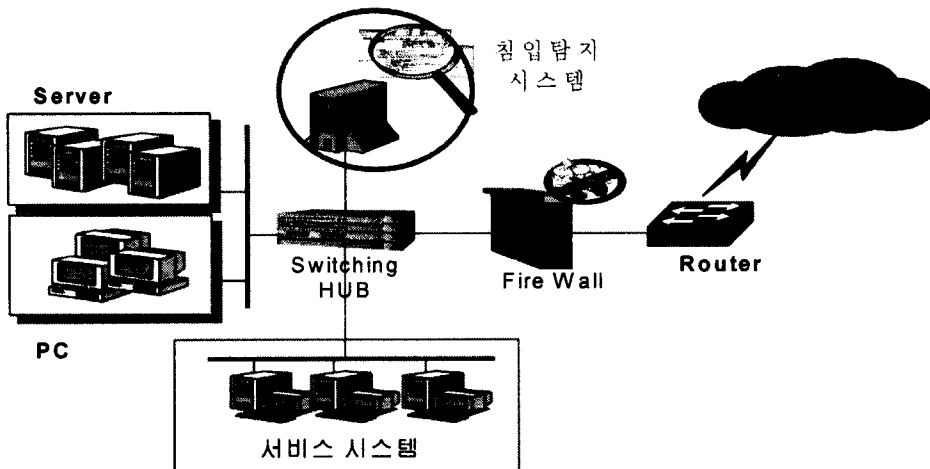 침입탐지
시스템
Server
Switching
HUB
Fire Wall
Router
PC
서비스 시스템